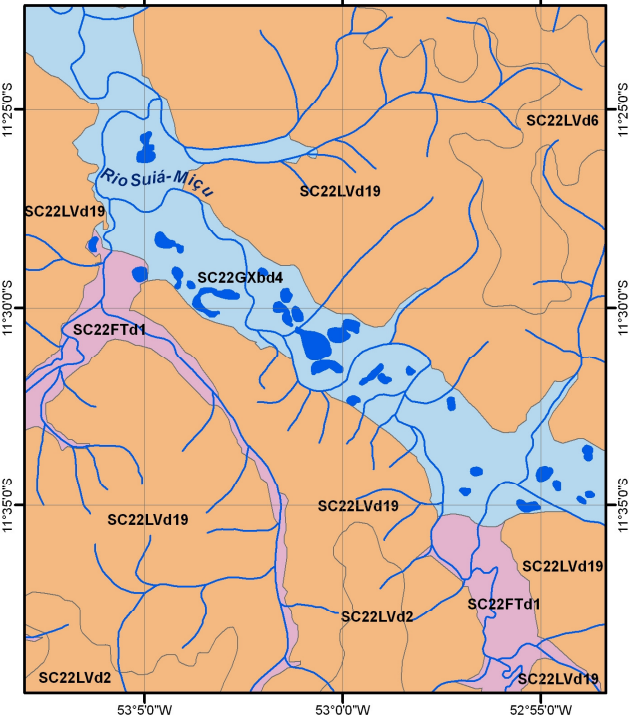 11°25'0"S
11°25'0"S
SC22LVd6
Rio Suiá-Miçu
SC22LVd19
SC22LVd19
SC22GXbd4
11°30'0"S
11°30'0"S
SC22FTd1
11°35'0"S
11°35'0"S
SC22LVd19
SC22LVd19
SC22LVd19
SC22FTd1
SC22LVd2
SC22LVd2
SC22LVd19
53°5'0"W
53°0'0"W
52°55'0"W